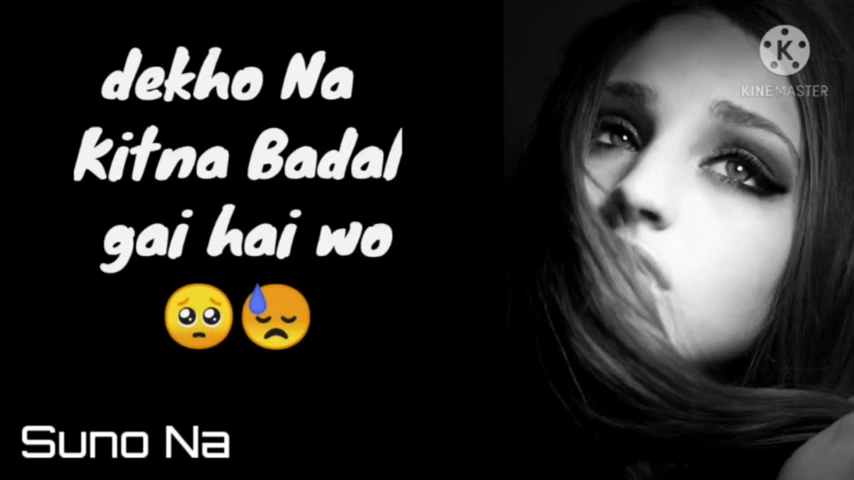 dekho Na
Kitna Badal
gai hai wo
🥺😓
Suno Na
KINEMASTER